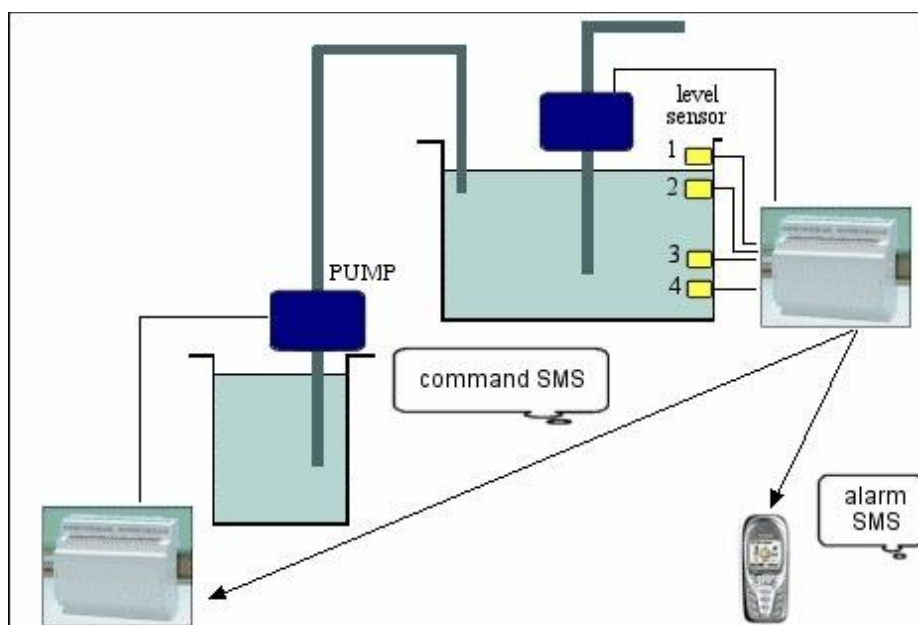 level
sensor
1
2
3
4
PUMP
command SMS
alarm
SMS